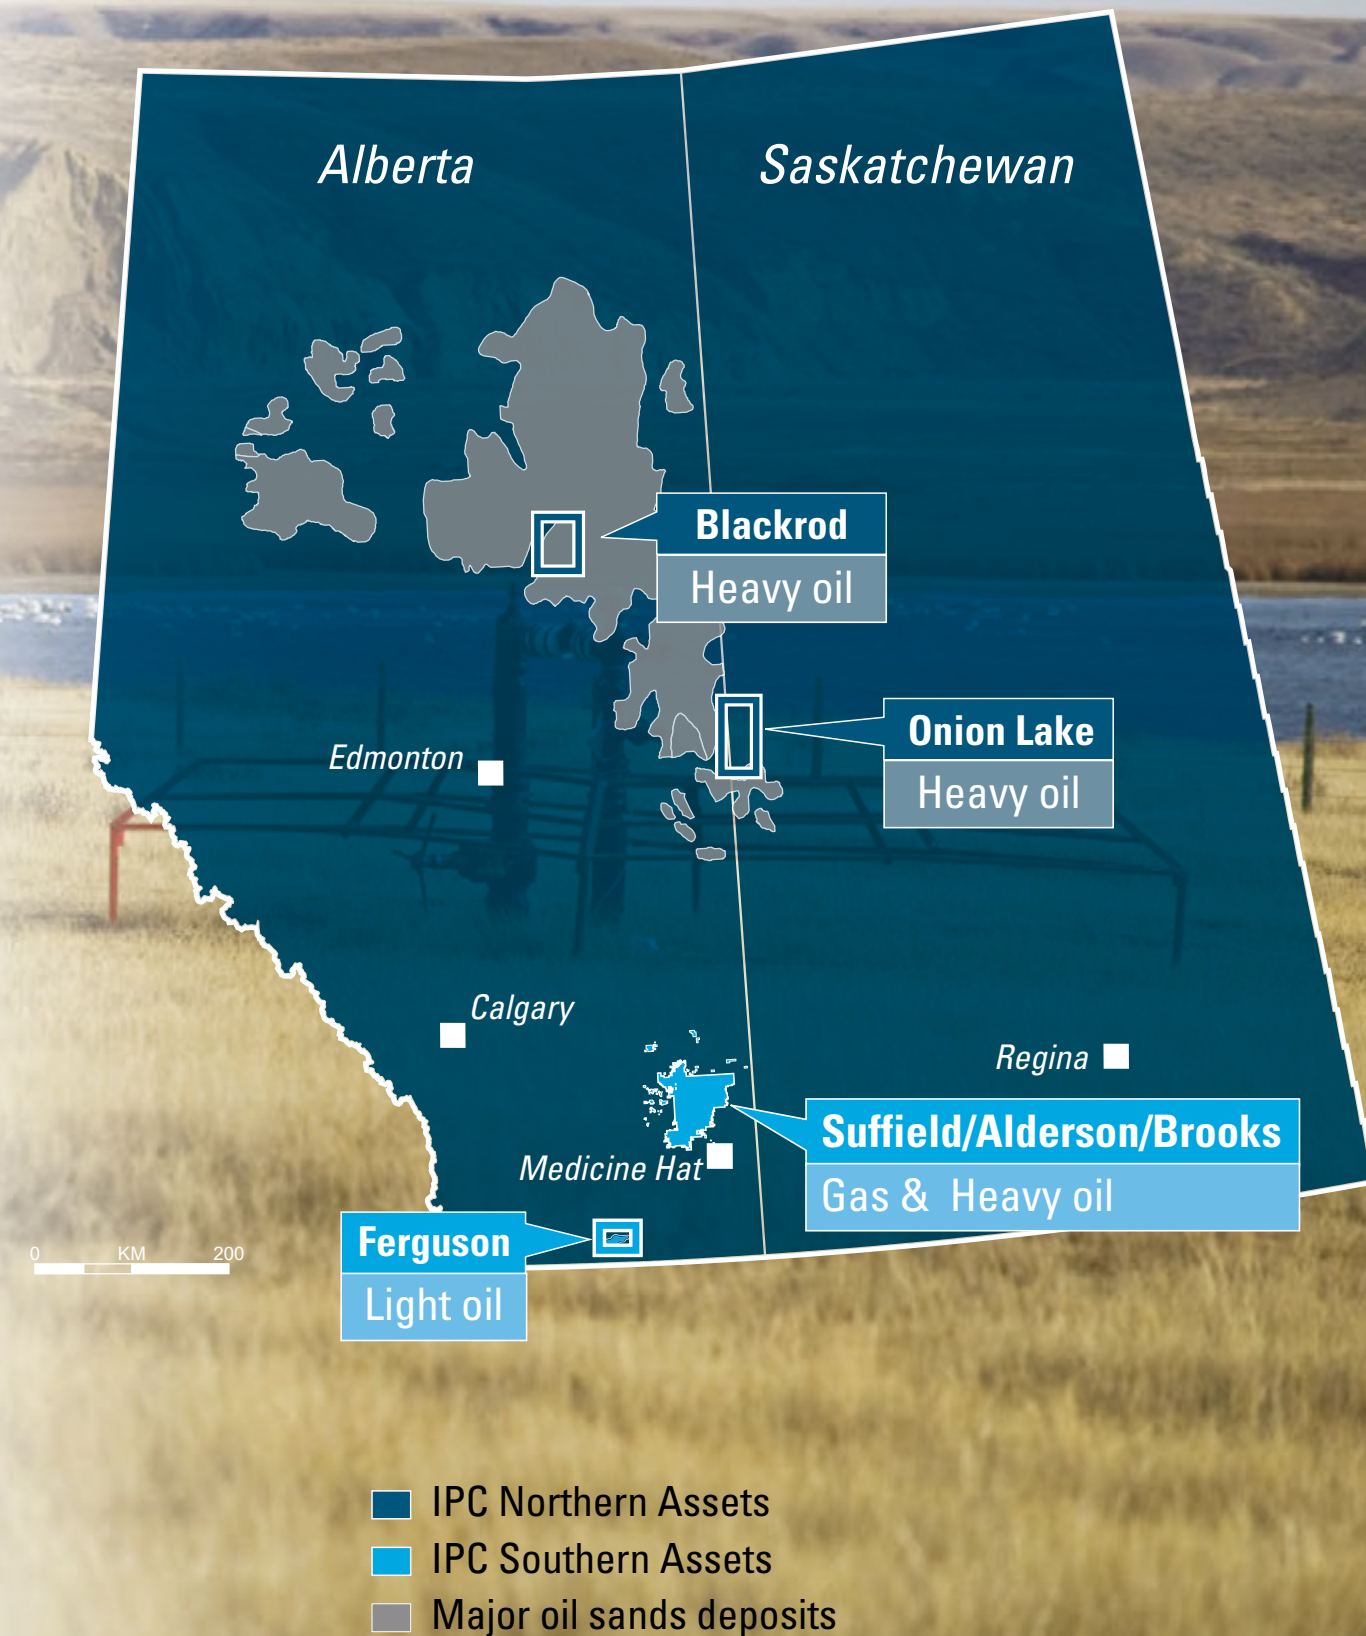 Alberta
Saskatchewan
Blackrod
Heavy oil
Onion Lake
Heavy oil
Edmonton
Calgary
Regina
Suffield/Alderson/Brooks
Gas & Heavy oil
Medicine Hat
Ferguson
Light oil
0 KM 200
IPC Northern Assets
IPC Southern Assets
Major oil sands deposits